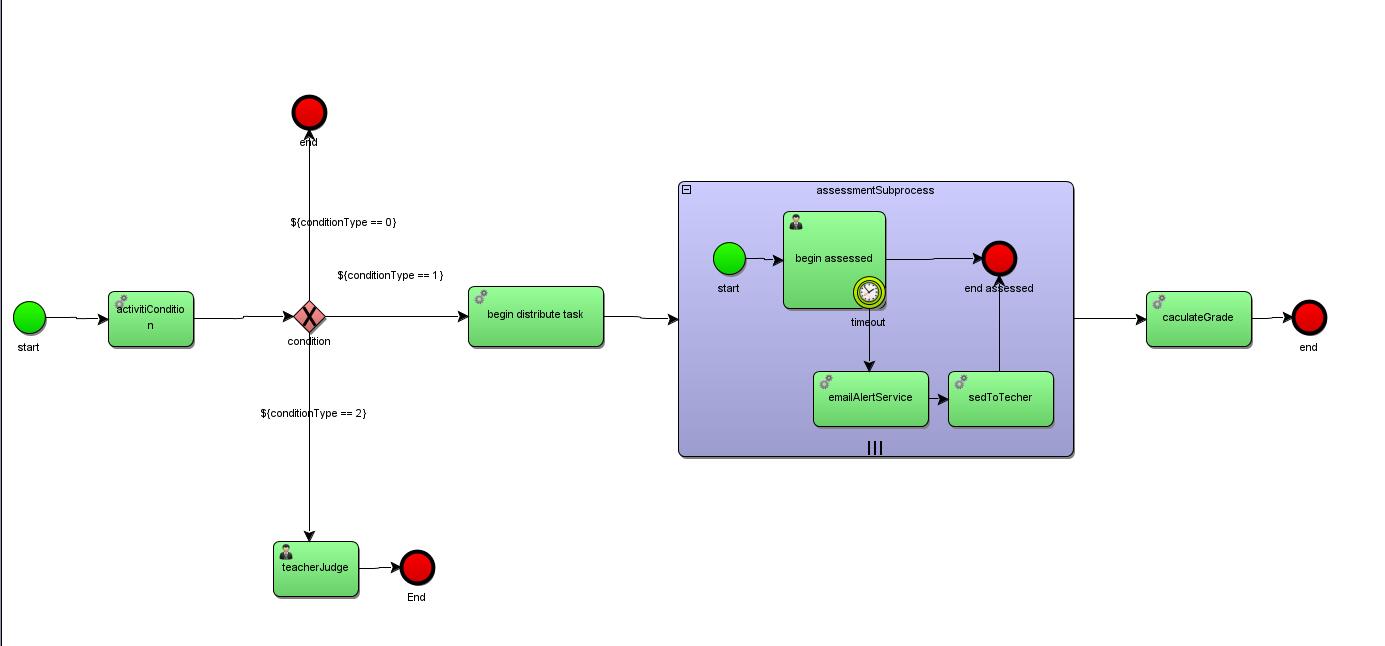 end
${conditionType == 0}
${conditionType == 1}
start
activitiConditio
n
condition
${conditionType == 2}
teacherJudge
End
begin distribute task
assessmentSubprocess
start
begin assessed
timeout
end assessed
emailAlertService
sedToTecher
caculateGrade
end